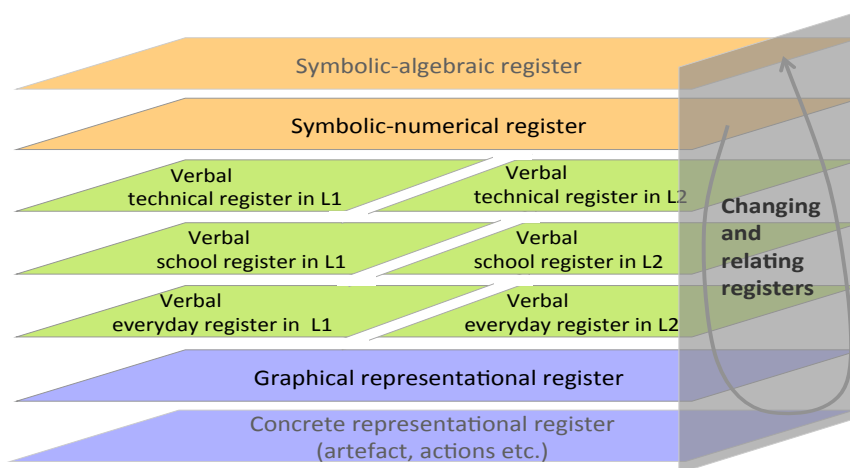 Symbolic-algebraic register
Symbolic-numerical register
Verbal
technical register in L1
Verbal
technical register in L2
Verbal
school register in L1
Verbal
school register in L2
Verbal
everyday register in L1
Verbal
everyday register in L2
Graphical representational register
Concrete representational register
(artefact, actions etc.)
Changing
and
relating
registers